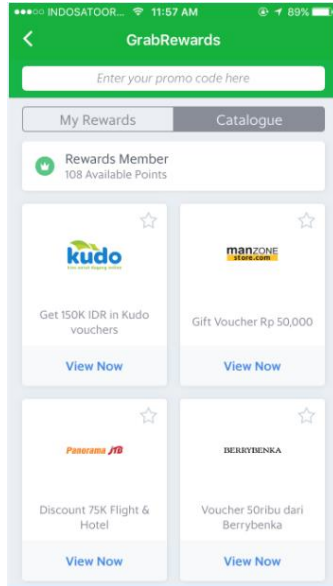 INDOSATOOR... 11:57 AM 89%
GrabRewards
Enter your promo code here
My Rewards Catalogue
Rewards Member
108 Available Points
kudo
manzone
store.com
Get 150K IDR in Kudo
vouchers
Gift Voucher Rp 50,000
View Now View Now
Panorama JTB
BERRYBENKA
Discount 75K Flight &
Hotel
Voucher 50ribu dari
Berrybenka
View Now View Now